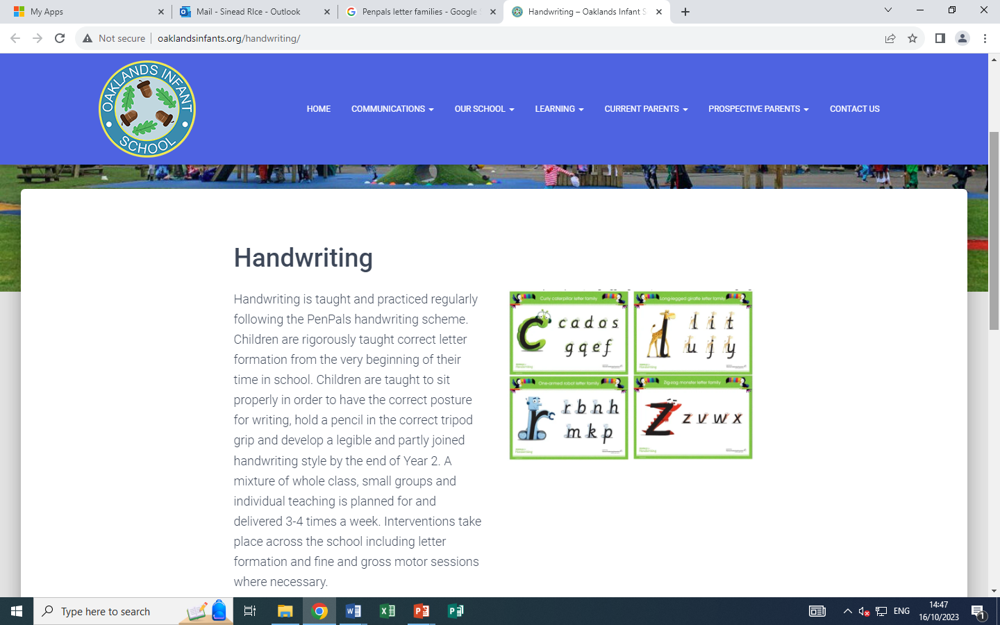 My Apps
Mail - Sinead RIce - Outlook
Penpals letter families - Google
Handwriting – Oaklands Infant S
Not secure
oaklandsinfants.org/handwriting/
OAKLANDS INFANT SCHOOL
HOME
COMMUNICATIONS
OUR SCHOOL
LEARNING
CURRENT PARENTS
PROSPECTIVE PARENTS
CONTACT US
Handwriting
Handwriting is taught and practiced regularly
following the PenPals handwriting scheme.
Children are rigorously taught correct letter
formation from the very beginning of their
time in school. Children are taught to sit
properly in order to have the correct posture
for writing, hold a pencil in the correct tripod
grip and develop a legible and partly joined
handwriting style by the end of Year 2. A
mixture of whole class, small groups and
individual teaching is planned for and
delivered 3-4 times a week. Interventions take
place across the school including letter
formation and fine and gross motor sessions
where necessary.
Curly caterpillar letter family
c
c a d o s
g q e f
Long-legged giraffe letter family
l
l i t
u j y
One-armed robot letter family
r
r b n h
m k p
Zig-zag monster letter family
z
z v w x
Type here to search
ENG
14:47
16/10/2023
1